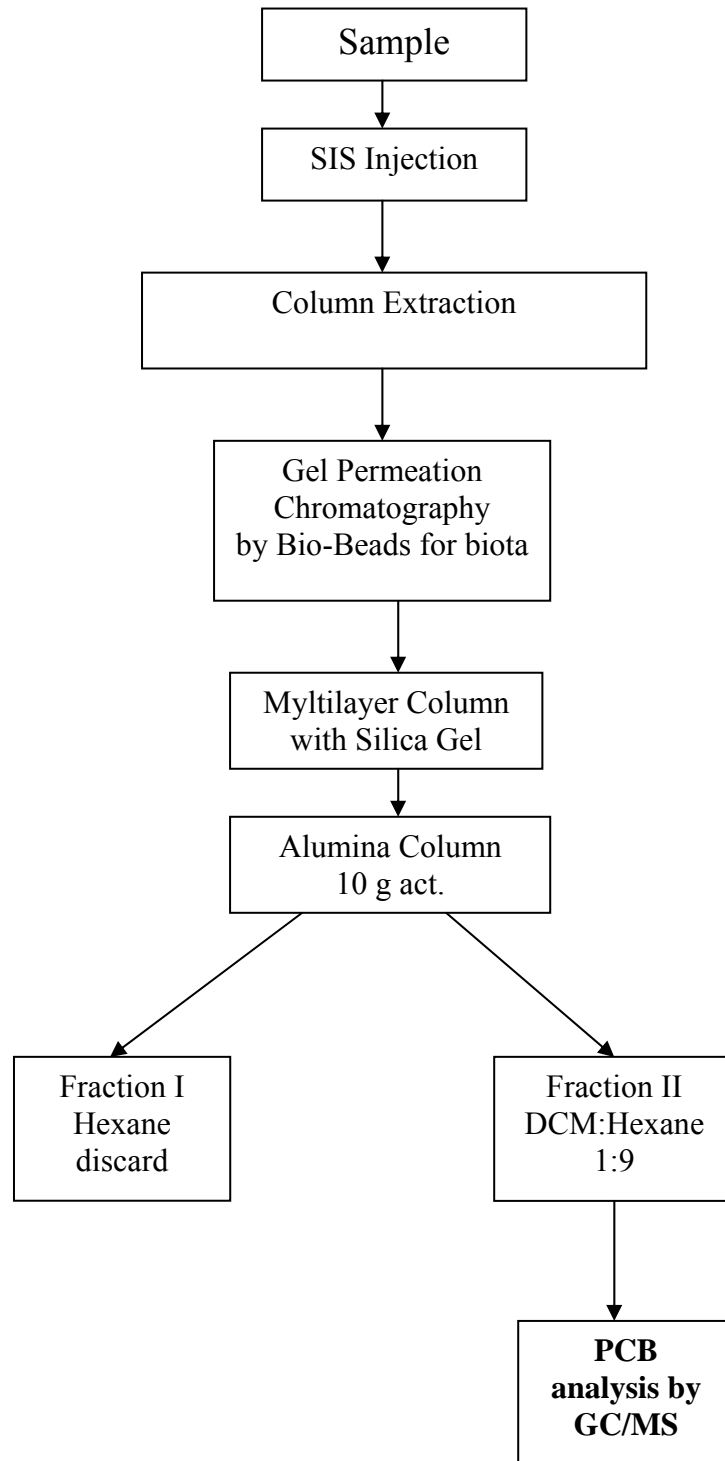 Sample
SIS Injection
Column Extraction
Gel Permeation
Chromatography
by Bio-Beads for biota
Myltilayer Column
with Silica Gel
Alumina Column
10 g act.
Fraction I
Hexane
discard
Fraction II
DCM:Hexane
1:9
PCB
analysis by
GC/MS